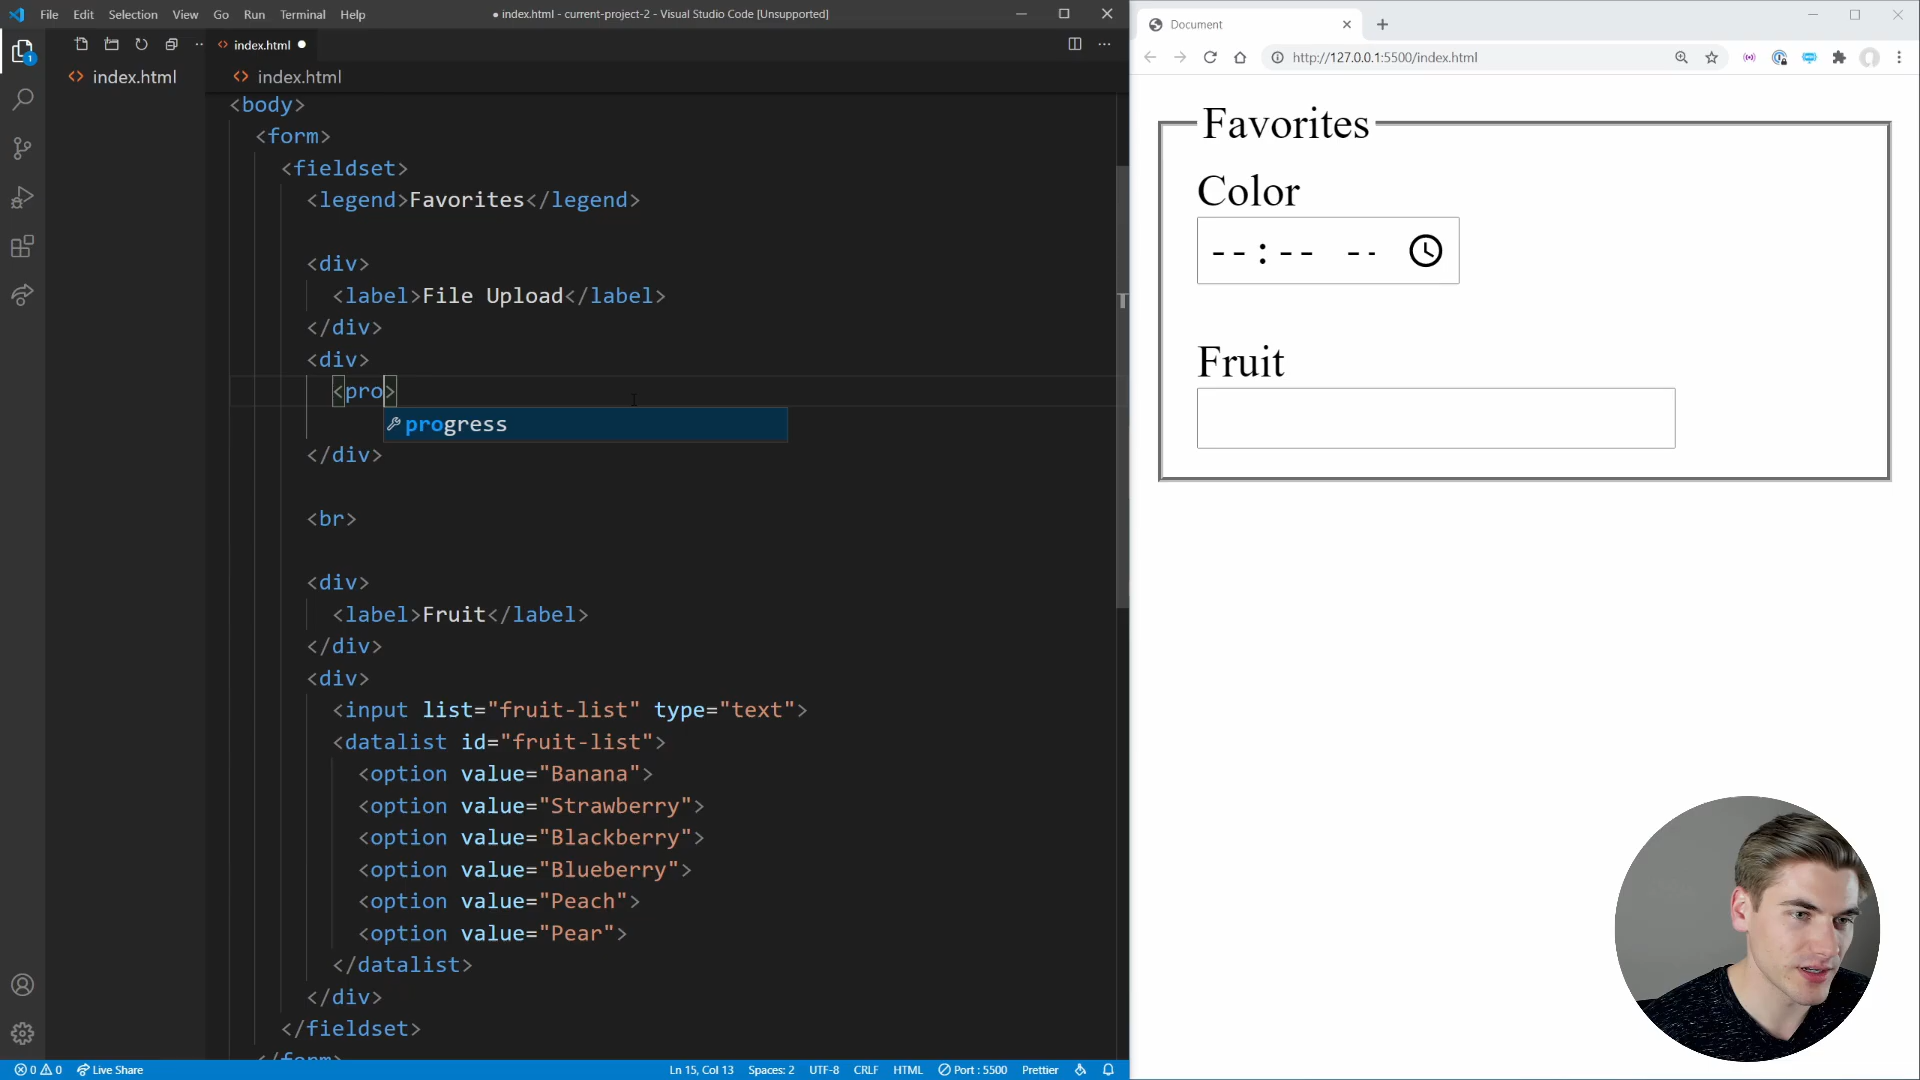 File Edit Selection View Go Run Terminal Help
● index.html - current-project-2 - Visual Studio Code [Unsupported]
index.html
index.html
index.html
1
<body>
<form>
<fieldset>
<legend>Favorites</legend>
<div>
<label>File Upload</label>
</div>
<div>
<pro>
progress
</div>
<br>
<div>
<label>Fruit</label>
</div>
<div>
<input list="fruit-list" type="text">
<datalist id="fruit-list">
<option value="Banana">
<option value="Strawberry">
<option value="Blackberry">
<option value="Blueberry">
<option value="Peach">
<option value="Pear">
</datalist>
</div>
</fieldset>
</form>
0 0 Live Share
Ln 15, Col 13 Spaces: 2 UTF-8 CRLF HTML Port : 5500 Prettier
Document
http://127.0.0.1:5500/index.html
Favorites
Color
--:-- --
Fruit